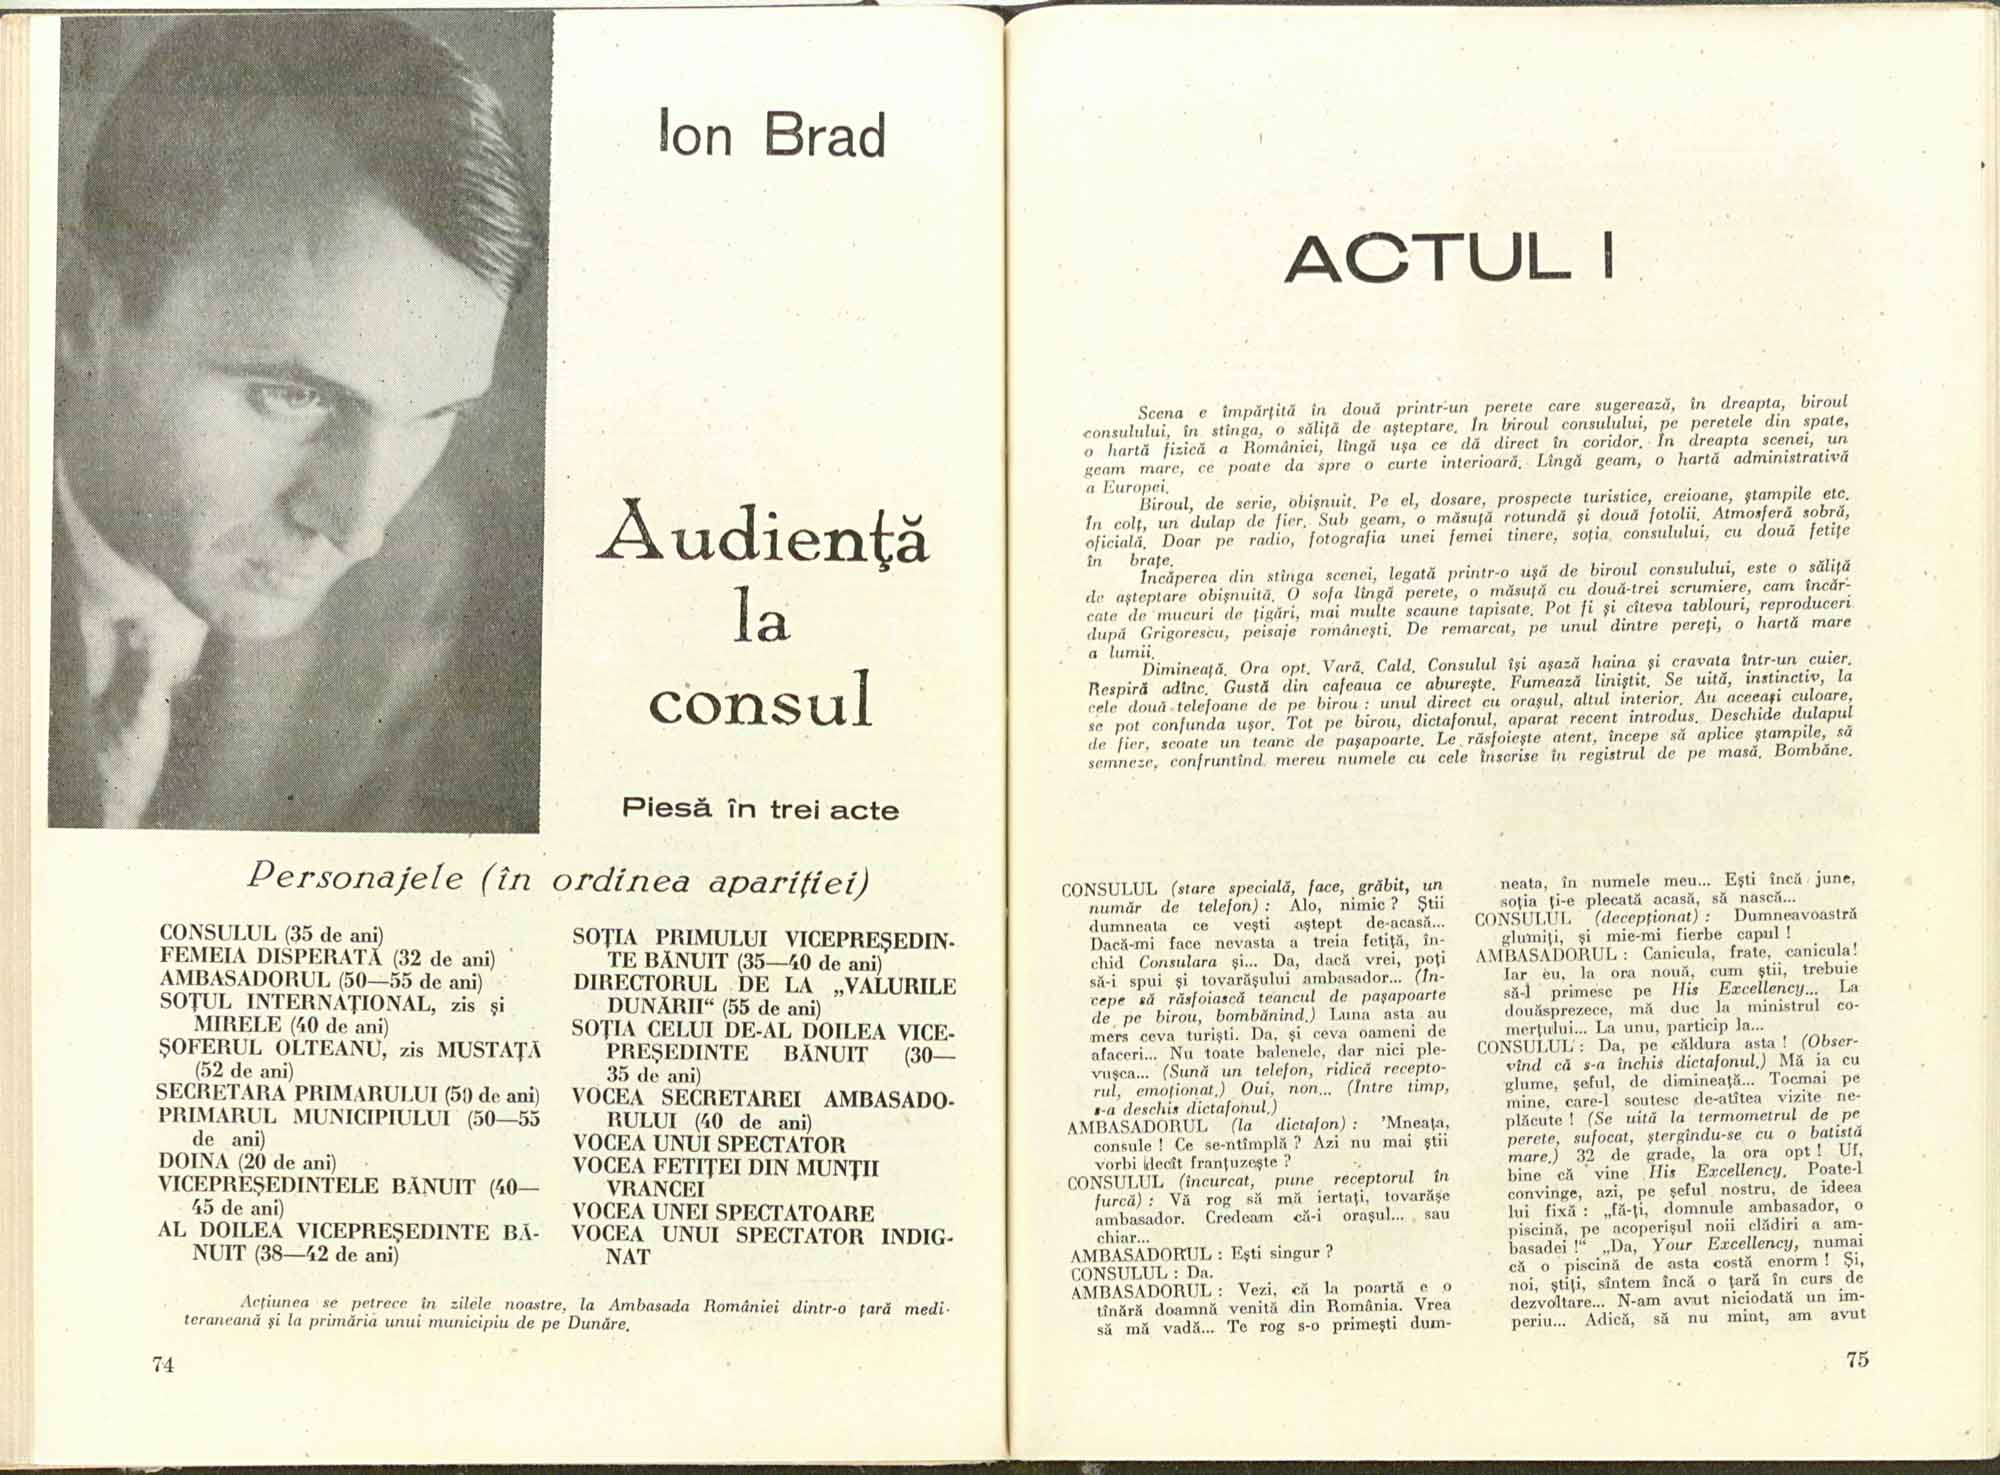 Ion Brad
Audiență
la
consul
Piesă în trei acte
Personajele (în ordinea apariției)
CONSULUL (35 de ani)
FEMEIA DISPERATĂ (32 de ani)
AMBASADORUL (50—55 de ani)
SOȚUL INTERNAȚIONAL, zis și
MIRELE (40 de ani)
ȘOFERUL OLTEANU, zis MUSTAȚĂ
(52 de ani)
SECRETARA PRIMARULUI (50 de ani)
PRIMARUL MUNICIPIULUI (50—55
de ani)
DOINA (20 de ani)
VICEPREȘEDINTELE BĂNUIT (40—
45 de ani)
AL DOILEA VICEPREȘEDINTE BĂ-
NUIT (38—42 de ani)
SOȚIA PRIMULUI VICEPREȘEDIN-
TE BĂNUIT (35—40 de ani)
DIRECTORUL DE LA „VALURILE
DUNĂRII“ (55 de ani)
SOȚIA CELUI DE-AL DOILEA VICE-
PREȘEDINTE BĂNUIT (30—
35 de ani)
VOCEA SECRETAREI AMBASADO-
RULUI (40 de ani)
VOCEA UNUI SPECTATOR
VOCEA FETIȚEI DIN MUNȚII
VRANCEI
VOCEA UNEI SPECTATOARE
VOCEA UNUI SPECTATOR INDIG-
NAT
Acțiunea se petrece în zilele noastre, la Ambasada României dintr-o țară medi-
teraneană și la primăria unui municipiu de pe Dunăre.
74
ACTUL I
Scena e împărțită în două printr-un perete care sugerează, în dreapta, biroul
consulului, în stînga, o săliță de așteptare. În biroul consulului, pe peretele din spate,
o hartă fizică a României, lîngă ușa ce dă direct în coridor. În dreapta scenei, un
geam mare, ce poate da spre o curte interioară. Lîngă geam, o hartă administrativă
a Europei.
Biroul, de serie, obișnuit. Pe el, dosare, prospecte turistice, creioane, ștampile etc.
În colț, un dulap de fier. Sub geam, o măsuță rotundă și două fotolii. Atmosferă sobră,
oficială. Doar pe radio, fotografia unei femei tinere, soția consulului, cu două fetițe
în brațe.
Încăperea din stînga scenei, legată printr-o ușă de biroul consulului, este o săliță
de așteptare obișnuită. O sofa lîngă perete, o măsuță cu două-trei scrumiere, cam încăr-
cate de mucuri de țigări, mai multe scaune tapisate. Pot fi și cîteva tablouri, reproduceri
după Grigorescu, peisaje românești. De remarcat, pe unul dintre pereți, o hartă mare
a lumii.
Dimineață. Ora opt. Vară. Cald. Consulul își așază haina și cravata într-un cuier.
Respiră adînc. Gustă din cafeaua ce aburește. Fumează liniștit. Se uită, instinctiv, la
cele două telefoane de pe birou : unul direct cu orașul, altul interior. Au aceeași culoare,
se pot confunda ușor. Tot pe birou, dictafonul, aparat recent introdus. Deschide dulapul
de fier, scoate un teanc de pașapoarte. Le răsfoiește atent, începe să aplice ștampile, să
semneze, confruntînd mereu numele cu cele înscrise în registrul de pe masă. Bombăne.
CONSULUL (stare specială, face, grăbit, un
număr de telefon) : Alo, nimic ? Știi
dumneata ce vești aștept de-acasă...
Dacă-mi face nevasta a treia fetiță, în-
chid Consulara și... Da, dacă vrei, poți
să-i spui și tovarășului ambasador... (În-
cepe să răsfoiască teancul de pașapoarte
de pe birou, bombănind.) Luna asta au
mers ceva turiști. Da, și ceva oameni de
afaceri... Nu toate balenele, dar nici ple-
vușca... (Sună un telefon, ridică recepto-
rul, emoționat.) Oui, non... (Între timp,
s-a deschis dictafonul.)
AMBASADORUL (la dictafon) : 'Mneața,
consule ! Ce se-ntîmplă ? Azi nu mai știi
vorbi decît franțuzește ?
CONSULUL (încurcat, pune receptorul în
furcă) : Vă rog să mă iertați, tovarășe
ambasador. Credeam că-i orașul... sau
chiar...
AMBASADORUL : Ești singur ?
CONSULUL : Da.
AMBASADORUL : Vezi, că la poartă e o
tînără doamnă venită din România. Vrea
să mă vadă... Te rog s-o primești dum-
neata, în numele meu... Ești încă june,
soția ți-e plecată acasă, să nască...
CONSULUL (decepționat) : Dumneavoastră
glumiți, și mie-mi fierbe capul !
AMBASADORUL : Canicula, frate, canicula!
Iar eu, la ora nouă, cum știi, trebuie
să-l primesc pe His Excellency... La
douăsprezece, mă duc la ministrul co-
merțului... La unu, particip la...
CONSULUL : Da, pe căldura asta ! (Obser-
vînd că s-a închis dictafonul.) Mă ia cu
glume, șeful, de dimineață... Tocmai pe
mine, care-l scutesc de-atîtea vizite ne-
plăcute ! (Se uită la termometrul de pe
perete, sufocat, ștergîndu-se cu o batistă
mare.) 32 de grade, la ora opt ! Uf,
bine că vine His Excellency. Poate-l
convinge, azi, pe șeful nostru, de ideea
lui fixă : „fă-ți, domnule ambasador, o
piscină, pe acoperișul noii clădiri a am-
basadei !“ „Da, Your Excellency, numai
că o piscină de asta costă enorm ! Și,
noi, știți, sîntem încă o țară în curs de
dezvoltare... N-am avut niciodată un im-
periu... Adică, să nu mint, am avut
75